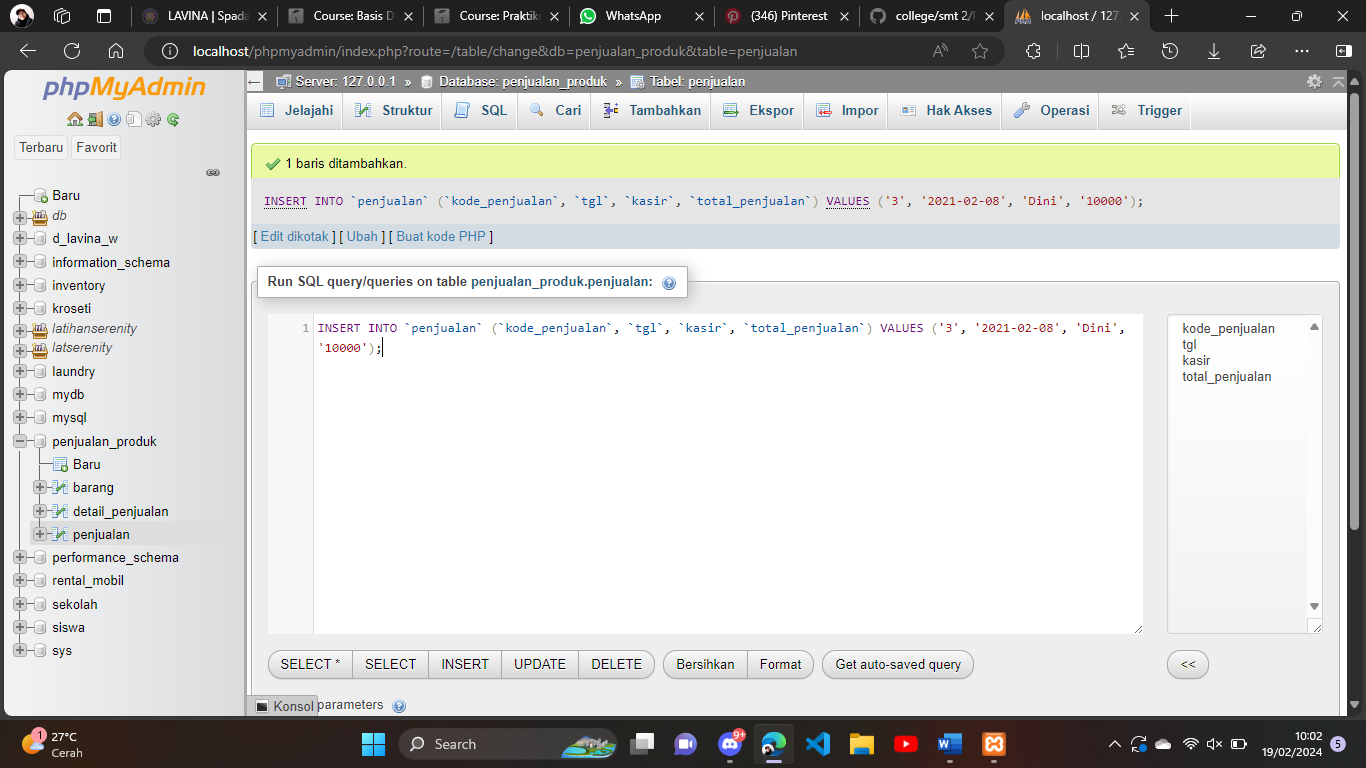 LAVINA | Spada
Course: Basis D
Course: Praktik
WhatsApp
(346) Pinterest
college/smt 2/
localhost / 127.
localhost/phpmyadmin/index.php?route=/table/change&db=penjualan_produk&table=penjualan
phpMyAdmin
Terbaru Favorit
Baru
db
d_lavina_w
information_schema
inventory
kroseti
latihanserenity
latserenity
laundry
mydb
mysql
penjualan_produk
Baru
barang
detail_penjualan
penjualan
performance_schema
rental_mobil
sekolah
siswa
sys
Server: 127.0.0.1 » Database: penjualan_produk » Tabel: penjualan
Jelajahi Struktur SQL Cari Tambahkan Ekspor Impor Hak Akses Operasi Trigger
1 baris ditambahkan.
INSERT INTO `penjualan` (`kode_penjualan`, `tgl`, `kasir`, `total_penjualan`) VALUES ('3', '2021-02-08', 'Dini', '10000');
[ Edit dikotak ] [ Ubah ] [ Buat kode PHP ]
Run SQL query/queries on table penjualan_produk.penjualan:
1 INSERT INTO `penjualan` (`kode_penjualan`, `tgl`, `kasir`, `total_penjualan`) VALUES ('3', '2021-02-08', 'Dini',
'10000');
kode_penjualan
tgl
kasir
total_penjualan
SELECT * SELECT INSERT UPDATE DELETE Bersihkan Format Get auto-saved query <<
Konsol parameters
1
27°C
Cerah
Search
9+
10:02
19/02/2024
5